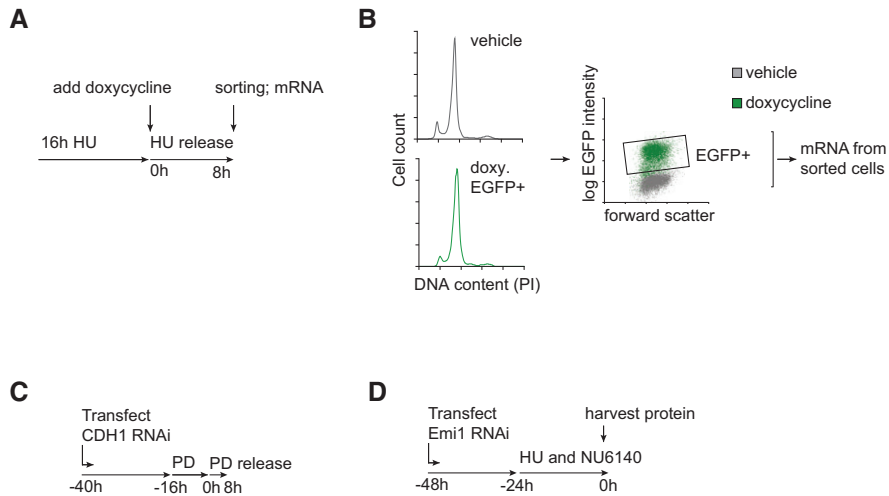 A
add doxycycline
sorting; mRNA
16h HU
HU release
0h
8h
B
Cell count
vehicle
doxy.
EGFP+
DNA content (PI)
log EGFP intensity
forward scatter
vehicle
doxycycline
EGFP+
mRNA from
sorted cells
C
Transfect
CDH1 RNAi
PD
PD release
-40h
-16h
0h
8h
D
Transfect
Emi1 RNAi
harvest protein
HU and NU6140
-48h
-24h
0h